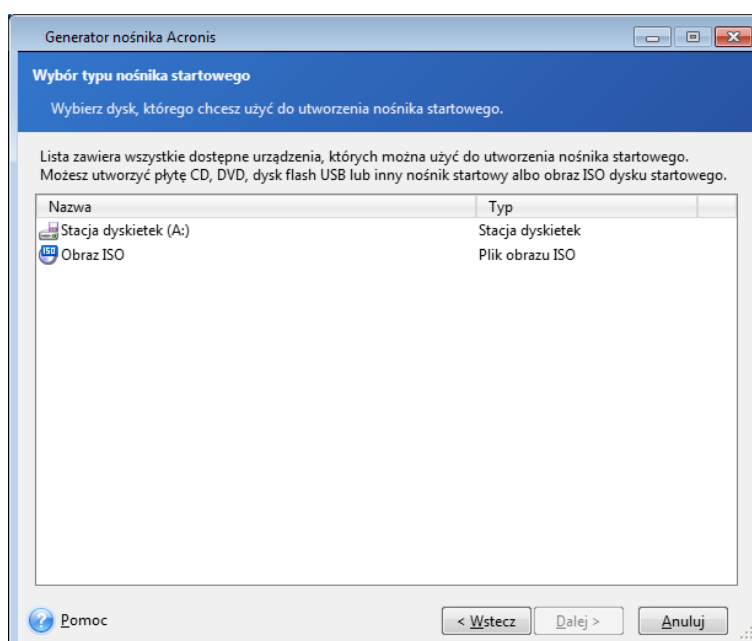 Generator nośnika Acronis
Wybór typu nośnika startowego
Wybierz dysk, którego chcesz użyć do utworzenia nośnika startowego.
Lista zawiera wszystkie dostępne urządzenia, których można użyć do utworzenia nośnika startowego.
Możesz utworzyć płytę CD, DVD, dysk flash USB lub inny nośnik startowy albo obraz ISO dysku startowego.
Nazwa Typ
Stacja dyskietek (A:) Stacja dyskietek
ISO Obraz ISO Plik obrazu ISO
? Pomoc < Wstecz Dalej > Anuluj